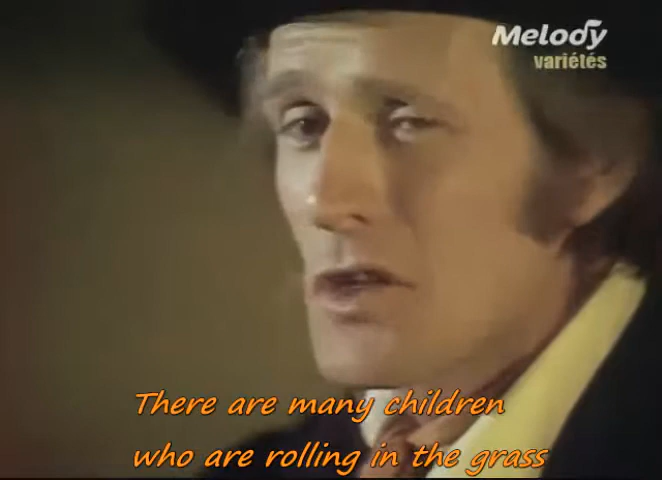 Melody
variétés
There are many children
who are rolling in the grass